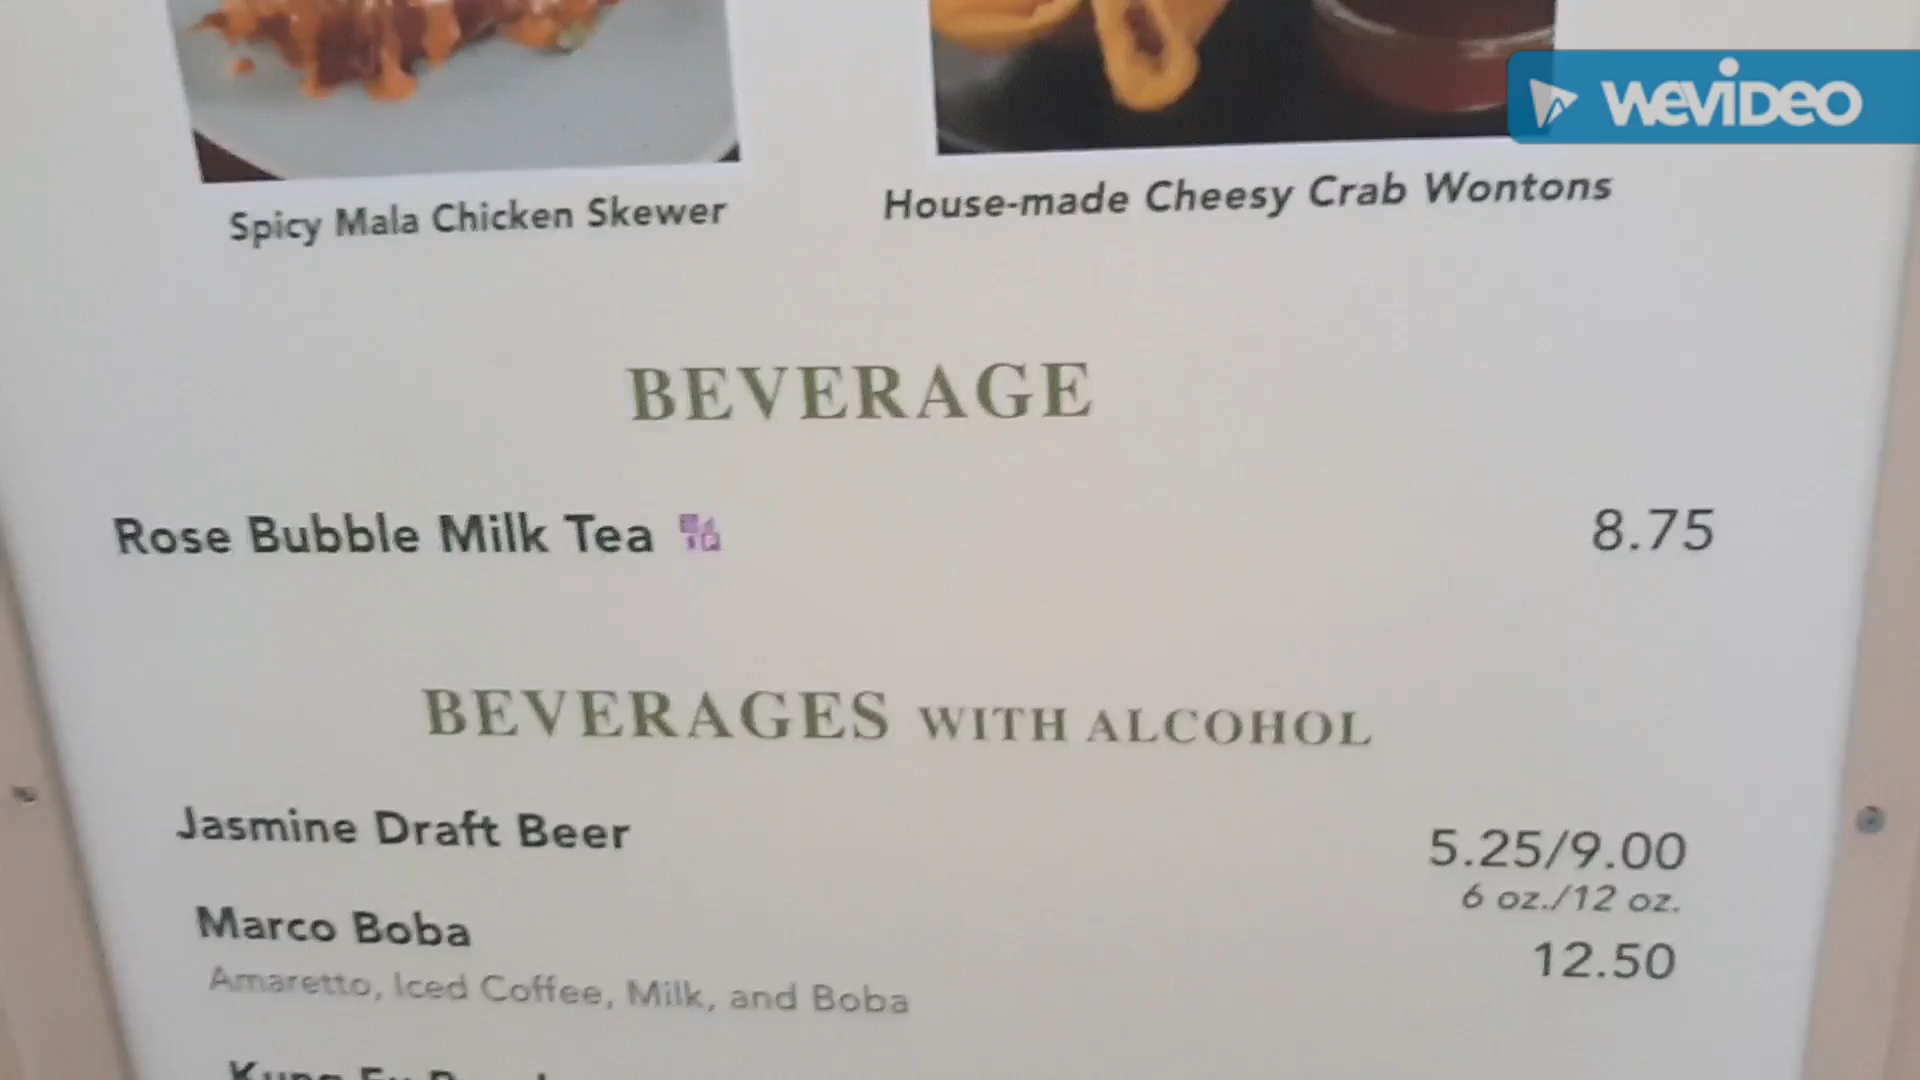 WeVideo
Spicy Mala Chicken Skewer
House-made Cheesy Crab Wontons
BEVERAGE
Rose Bubble Milk Tea 8.75
BEVERAGES WITH ALCOHOL
Jasmine Draft Beer 5.25/9.00
6 oz./12 oz.
Marco Boba 12.50
Amaretto, Iced Coffee, Milk, and Boba
Kung Fu